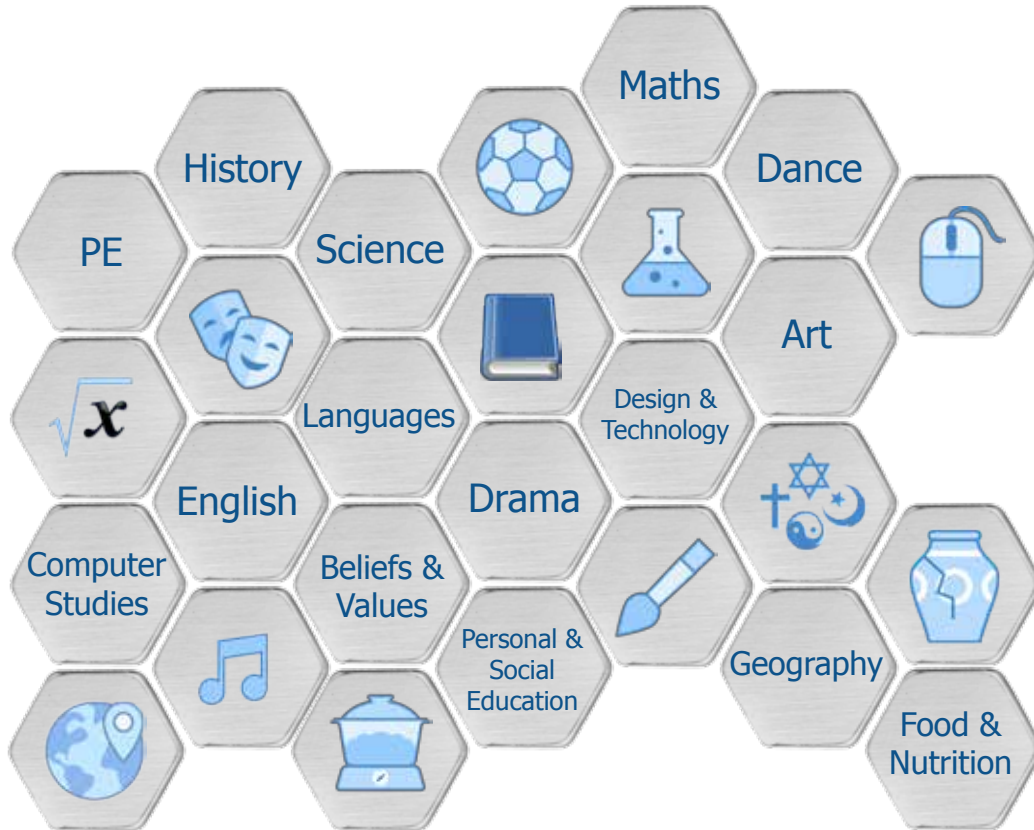 Maths
History
Dance
PE
Science
Art
Languages
Design &
Technology
√x
English
Drama
Computer
Studies
Beliefs &
Values
Personal &
Social
Education
Geography
Food &
Nutrition